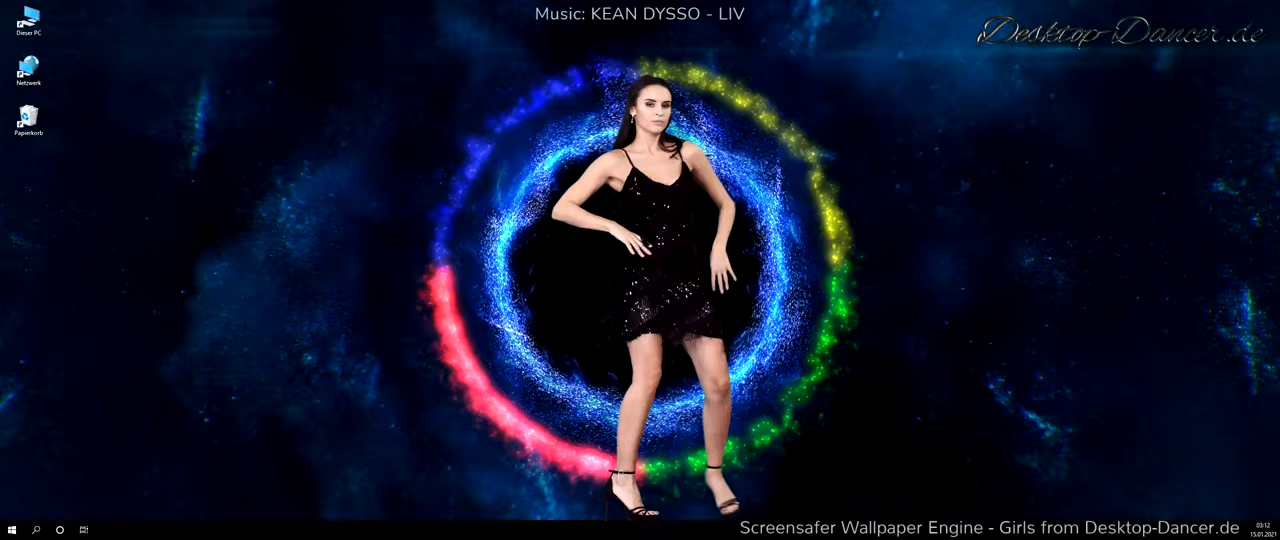 Music: KEAN DYSSO - LIV
Desktop-Dancer.de
Dieser PC
Netzwerk
Papierkorb
Screensafer Wallpaper Engine - Girls from Desktop-Dancer.de
03:12
15.01.2021